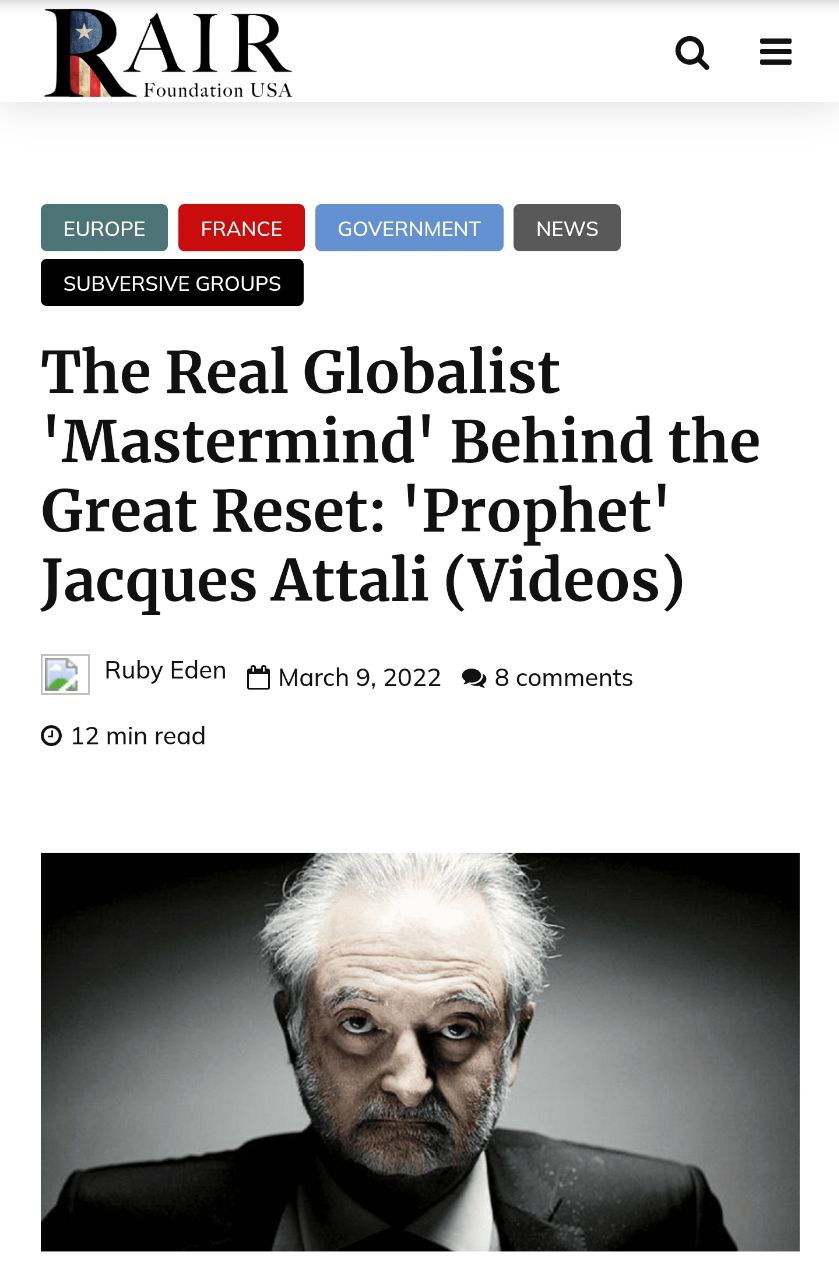 RAIR
Foundation USA
EUROPE
FRANCE
GOVERNMENT
NEWS
SUBVERSIVE GROUPS
The Real Globalist
'Mastermind' Behind the
Great Reset: 'Prophet'
Jacques Attali (Videos)
Ruby Eden
March 9, 2022
8 comments
12 min read